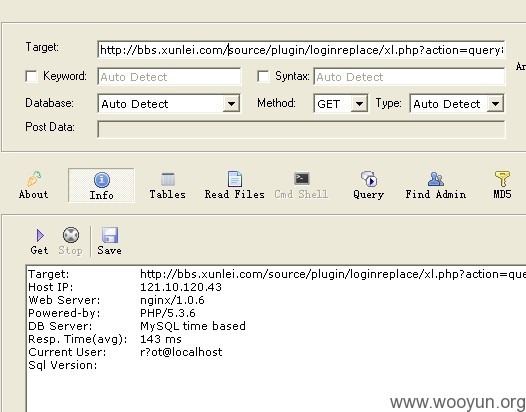 Target: http://bbs.xunlei.com/source/plugin/loginreplace/xl.php?action=query
Keyword: Auto Detect Syntax: Auto Detect
Database: Auto Detect Method: GET Type: Auto Detect
Post Data:
About Info Tables Read Files Cmd Shell Query Find Admin MD5
Get Stop Save
Target: http://bbs.xunlei.com/source/plugin/loginreplace/xl.php?action=que
Host IP: 121.10.120.43
Web Server: nginx/1.0.6
Powered-by: PHP/5.3.6
DB Server: MySQL time based
Resp. Time(avg): 143 ms
Current User: r?ot@localhost
Sql Version:
www.wooyun.org